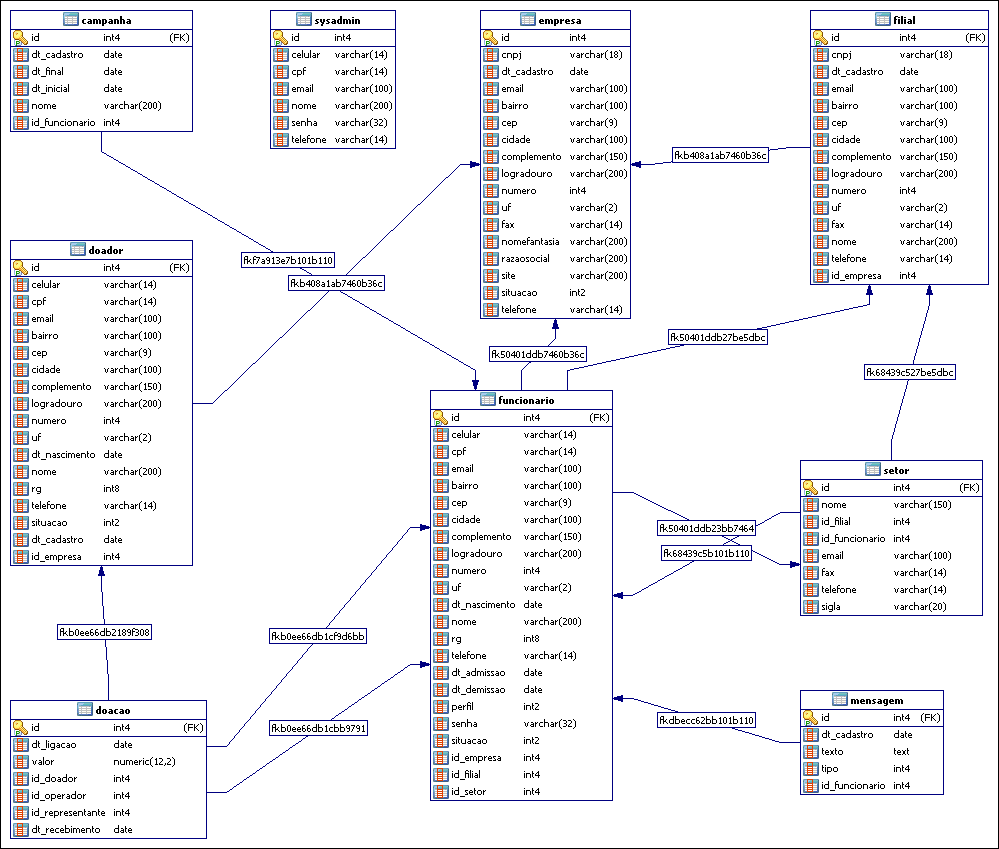 campanha
id int4 (FK)
dt_cadastro date
dt_final date
dt_inicial date
nome varchar(200)
id_funcionario int4
sysadmin
id int4
celular varchar(14)
cpf varchar(14)
email varchar(100)
nome varchar(200)
senha varchar(32)
telefone varchar(14)
empresa
id int4
cnpj varchar(18)
dt_cadastro date
email varchar(100)
bairro varchar(100)
cep varchar(9)
cidade varchar(100)
complemento varchar(150)
logradouro varchar(200)
numero int4
uf varchar(2)
fax varchar(14)
nomefantasia varchar(200)
razaosocial varchar(200)
site varchar(200)
situacao int2
telefone varchar(14)
filial
id int4 (FK)
cnpj varchar(18)
dt_cadastro date
email varchar(100)
bairro varchar(100)
cep varchar(9)
cidade varchar(100)
complemento varchar(150)
logradouro varchar(200)
numero int4
uf varchar(2)
fax varchar(14)
nome varchar(200)
telefone varchar(14)
id_empresa int4
fkb408a1ab7460b36c
fkf7a913e7b101b110
fkb408a1ab7460b36c
fk50401ddb7460b36c
fk50401ddb27be5dbc
fk68439c527be5dbc
doador
id int4 (FK)
celular varchar(14)
cpf varchar(14)
email varchar(100)
bairro varchar(100)
cep varchar(9)
cidade varchar(100)
complemento varchar(150)
logradouro varchar(200)
numero int4
uf varchar(2)
dt_nascimento date
nome varchar(200)
rg int8
telefone varchar(14)
situacao int2
dt_cadastro date
id_empresa int4
funcionario
id int4 (FK)
celular varchar(14)
cpf varchar(14)
email varchar(100)
bairro varchar(100)
cep varchar(9)
cidade varchar(100)
complemento varchar(150)
logradouro varchar(200)
numero int4
uf varchar(2)
dt_nascimento date
nome varchar(200)
rg int8
telefone varchar(14)
dt_admissao date
dt_demissao date
perfil int2
senha varchar(32)
situacao int2
id_empresa int4
id_filial int4
id_setor int4
setor
id int4 (FK)
nome varchar(150)
id_filial int4
id_funcionario int4
email varchar(100)
fax varchar(14)
telefone varchar(14)
sigla varchar(20)
fk50401ddb23bb7464
fk68439c5b101b110
fkb0ee66db2189f308
fkb0ee66db1cf9d6bb
fkb0ee66db1cbb9791
fkdbecc62bb101b110
doacao
id int4 (FK)
dt_ligacao date
valor numeric(12,2)
id_doador int4
id_operador int4
id_representante int4
dt_recebimento date
mensagem
id int4 (FK)
dt_cadastro date
texto text
tipo int4
id_funcionario int4